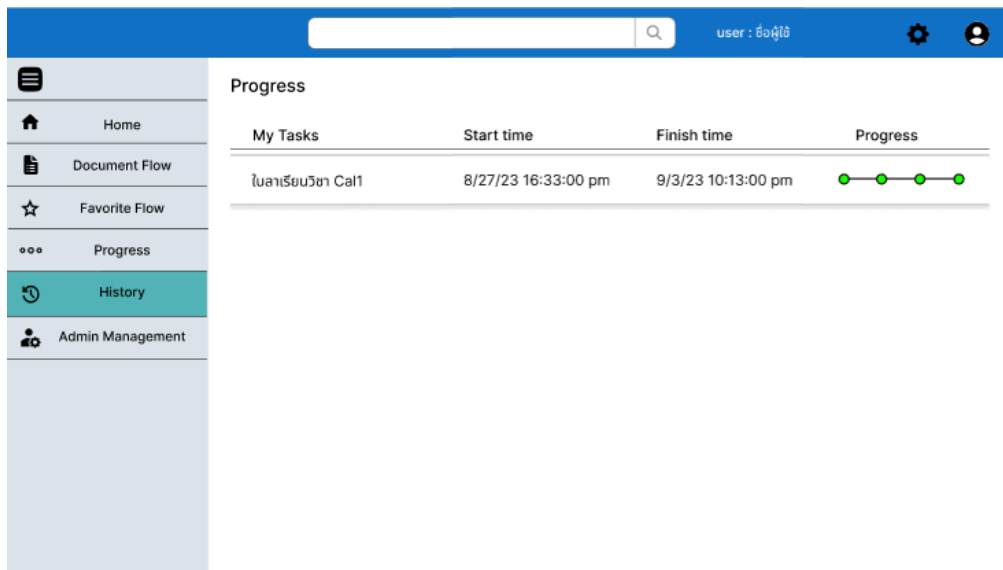 user : ชื่อผู้ใช้
Progress
Home
My Tasks Start time Finish time Progress
Document Flow
ใบลาเรียนวิชา Cal1 8/27/23 16:33:00 pm 9/3/23 10:13:00 pm
Favorite Flow
Progress
History
Admin Management